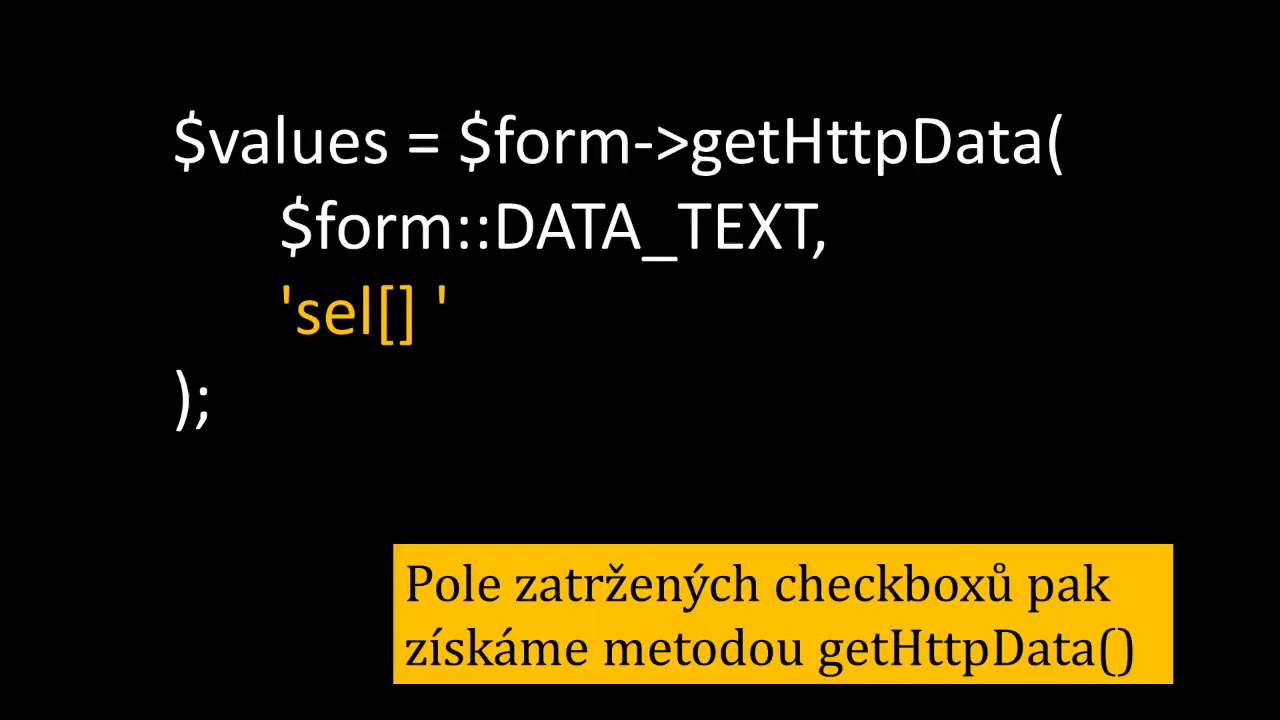 $values = $form->getHttpData(
$form::DATA_TEXT,
'sel[] '
);
Pole zatržených checkboxů pak
získáme metodou getHttpData()